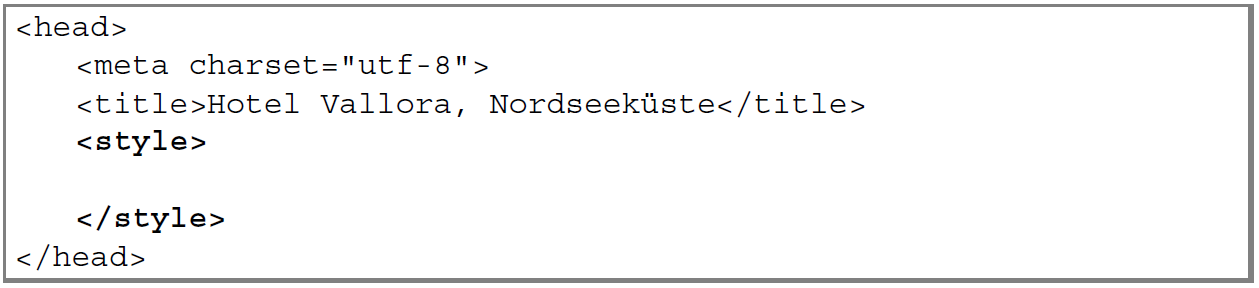 <head>
<meta charset="utf-8">
<title>Hotel Vallora, Nordseeküste</title>
<style>
</style>
</head>